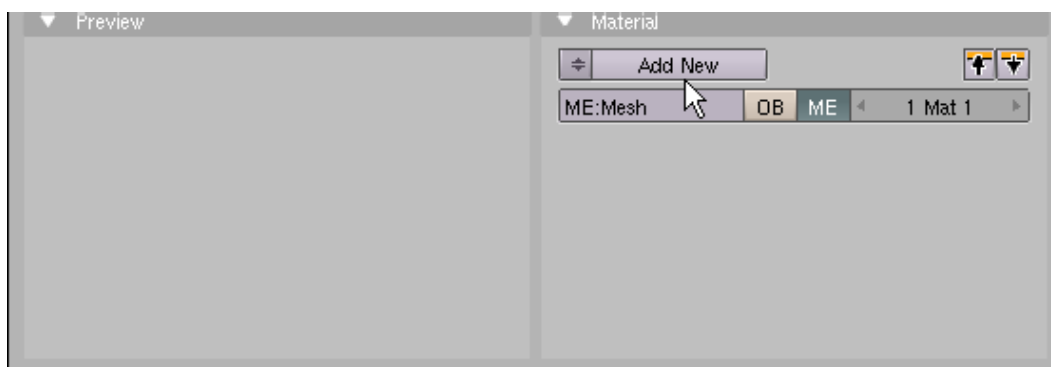 Preview
Material
Add New
ME:Mesh OB ME 1 Mat 1